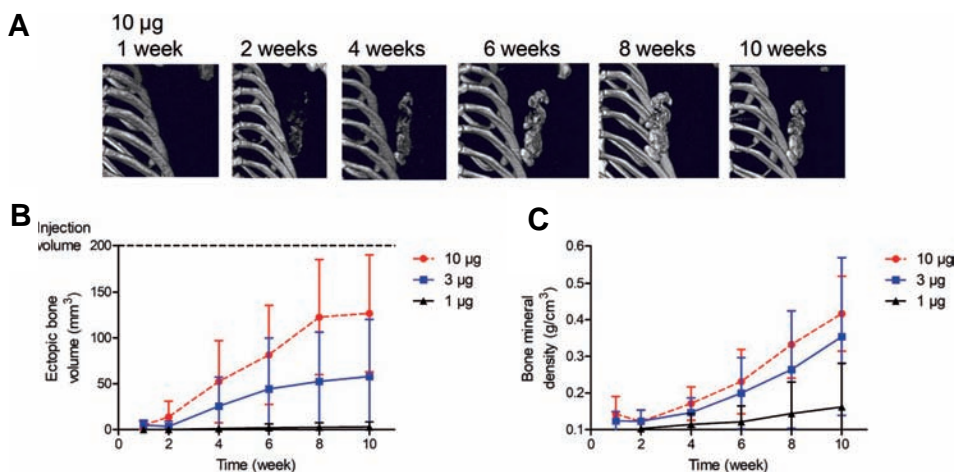 A
10 µg
1 week
2 weeks
4 weeks
6 weeks
8 weeks
10 weeks
B
Injection
volume
200
150
100
50
0
Ectopic bone
volume (mm³)
0 2 4 6 8 10
Time (week)
10 µg
3 µg
1 µg
C
0.6
0.5
0.4
0.3
0.2
0.1
Bone mineral
density (g/cm³)
0 2 4 6 8 10
Time (week)
10 µg
3 µg
1 µg